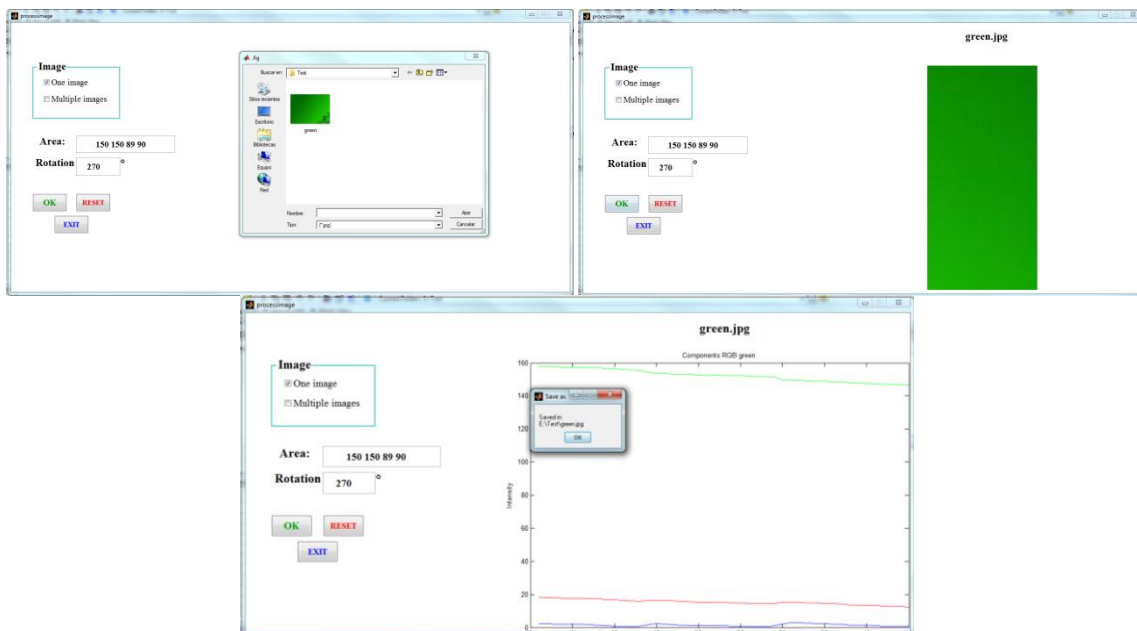 processimage
Image
One image
Multiple images
Area: 150 150 89 90
Rotation 270 °
OK RESET
EXIT
.jpg
Buscar en: Test
Sitios recientes
Escritorio
Bibliotecas
Equipo
Red
green
Nombre:
Tipo: (*.jpg)
Abrir
Cancelar
processimage
green.jpg
Image
One image
Multiple images
Area: 150 150 89 90
Rotation 270 °
OK RESET
EXIT
processimage
green.jpg
Image
One image
Multiple images
Area: 150 150 89 90
Rotation 270 °
OK RESET
EXIT
Components RGB green
Intensity
160
140
120
100
80
60
40
20
0
Save as
Saved in:
E:\Test\green.jpg
OK